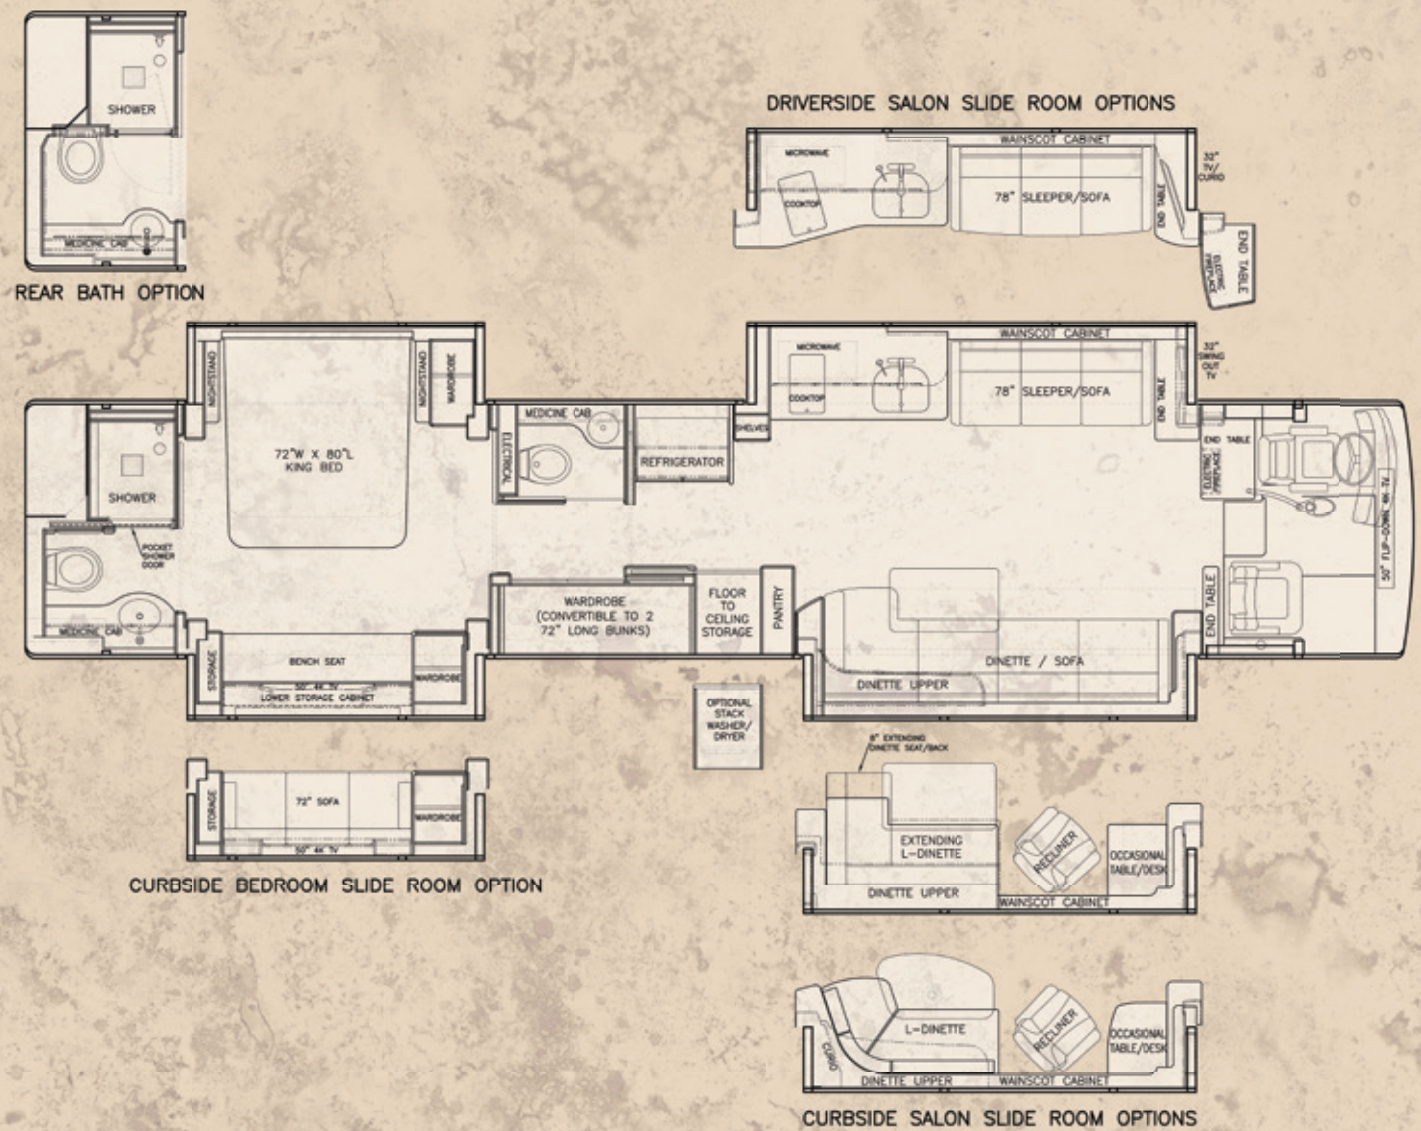 SHOWER
MEDICINE CAB
REAR BATH OPTION
DRIVERSIDE SALON SLIDE ROOM OPTIONS
WAINSCOT CABINET
MICROWAVE
COOKTOP
78" SLEEPER/SOFA
END TABLE
32"
TV/
CURIO
END TABLE
ELECTRIC
FIREPLACE
NIGHTSTAND
72"W X 80"L
KING BED
NIGHTSTAND
WARDROBE
SHOWER
POCKET
SHOWER
DOOR
MEDICINE CAB
STORAGE
BENCH SEAT
50" 4K TV
LOWER STORAGE CABINET
WARDROBE
MEDICINE CAB
ELECTRICAL
REFRIGERATOR
SHELVES
WAINSCOT CABINET
MICROWAVE
COOKTOP
78" SLEEPER/SOFA
END TABLE
32"
SWING
OUT
TV
END TABLE
ELECTRIC
FIREPLACE
50" FLIP-DOWN 4K-TV
END TABLE
WARDROBE
(CONVERTIBLE TO 2
72" LONG BUNKS)
FLOOR
TO
CEILING
STORAGE
PANTRY
DINETTE / SOFA
DINETTE UPPER
OPTIONAL
STACK
WASHER/
DRYER
STORAGE
72" SOFA
50" 4K TV
WARDROBE
CURBSIDE BEDROOM SLIDE ROOM OPTION
8" EXTENDING
DINETTE SEAT/BACK
EXTENDING
L-DINETTE
DINETTE UPPER
RECLINER
OCCASIONAL
TABLE/DESK
WAINSCOT CABINET
CURIO
L-DINETTE
DINETTE UPPER
RECLINER
OCCASIONAL
TABLE/DESK
WAINSCOT CABINET
CURBSIDE SALON SLIDE ROOM OPTIONS